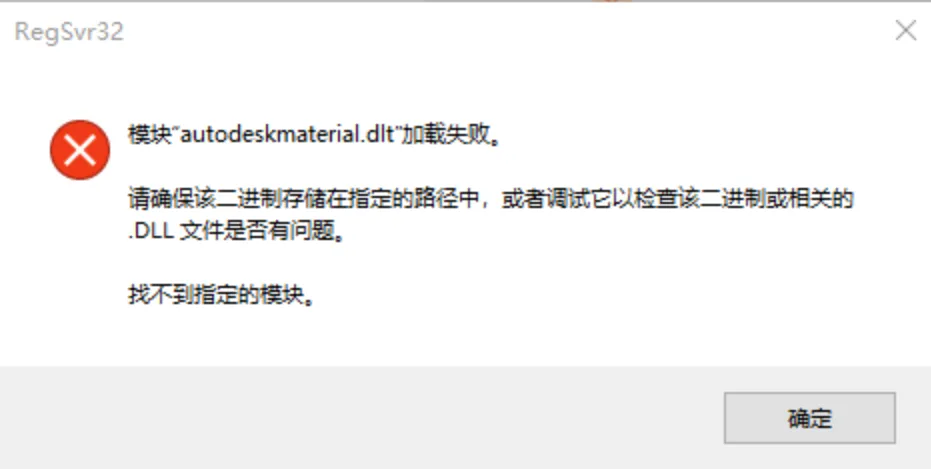 RegSvr32
模块"autodeskmaterial.dlt"加载失败。
请确保该二进制存储在指定的路径中，或者调试它以检查该二进制或相关的
.DLL 文件是否有问题。
找不到指定的模块。
确定